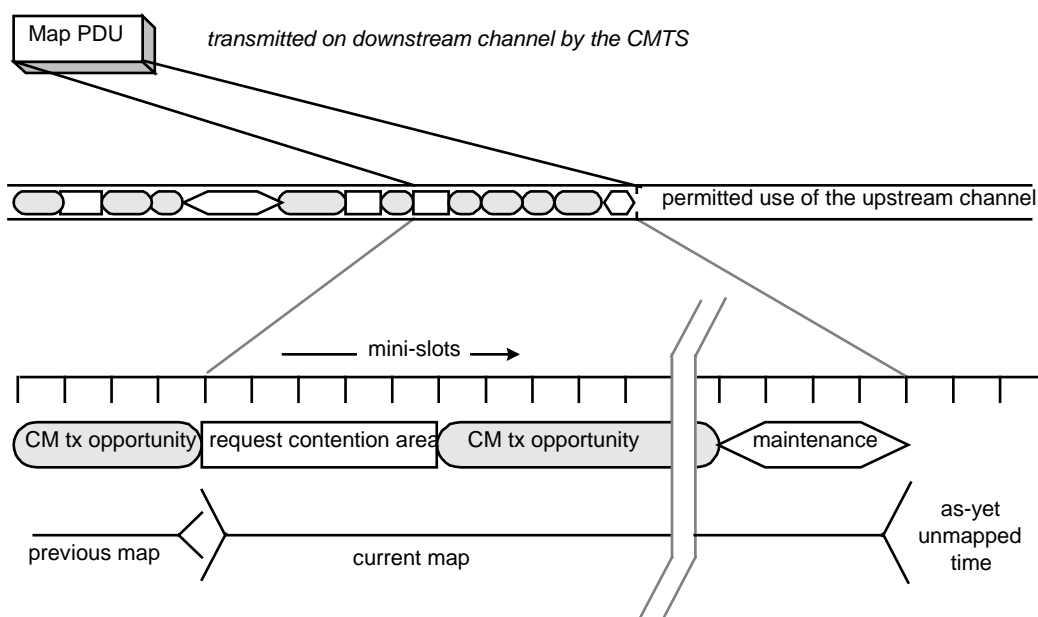 Map PDU
transmitted on downstream channel by the CMTS
permitted use of the upstream channel
mini-slots
CM tx opportunity
request contention area
CM tx opportunity
maintenance
previous map
current map
as-yet
unmapped
time